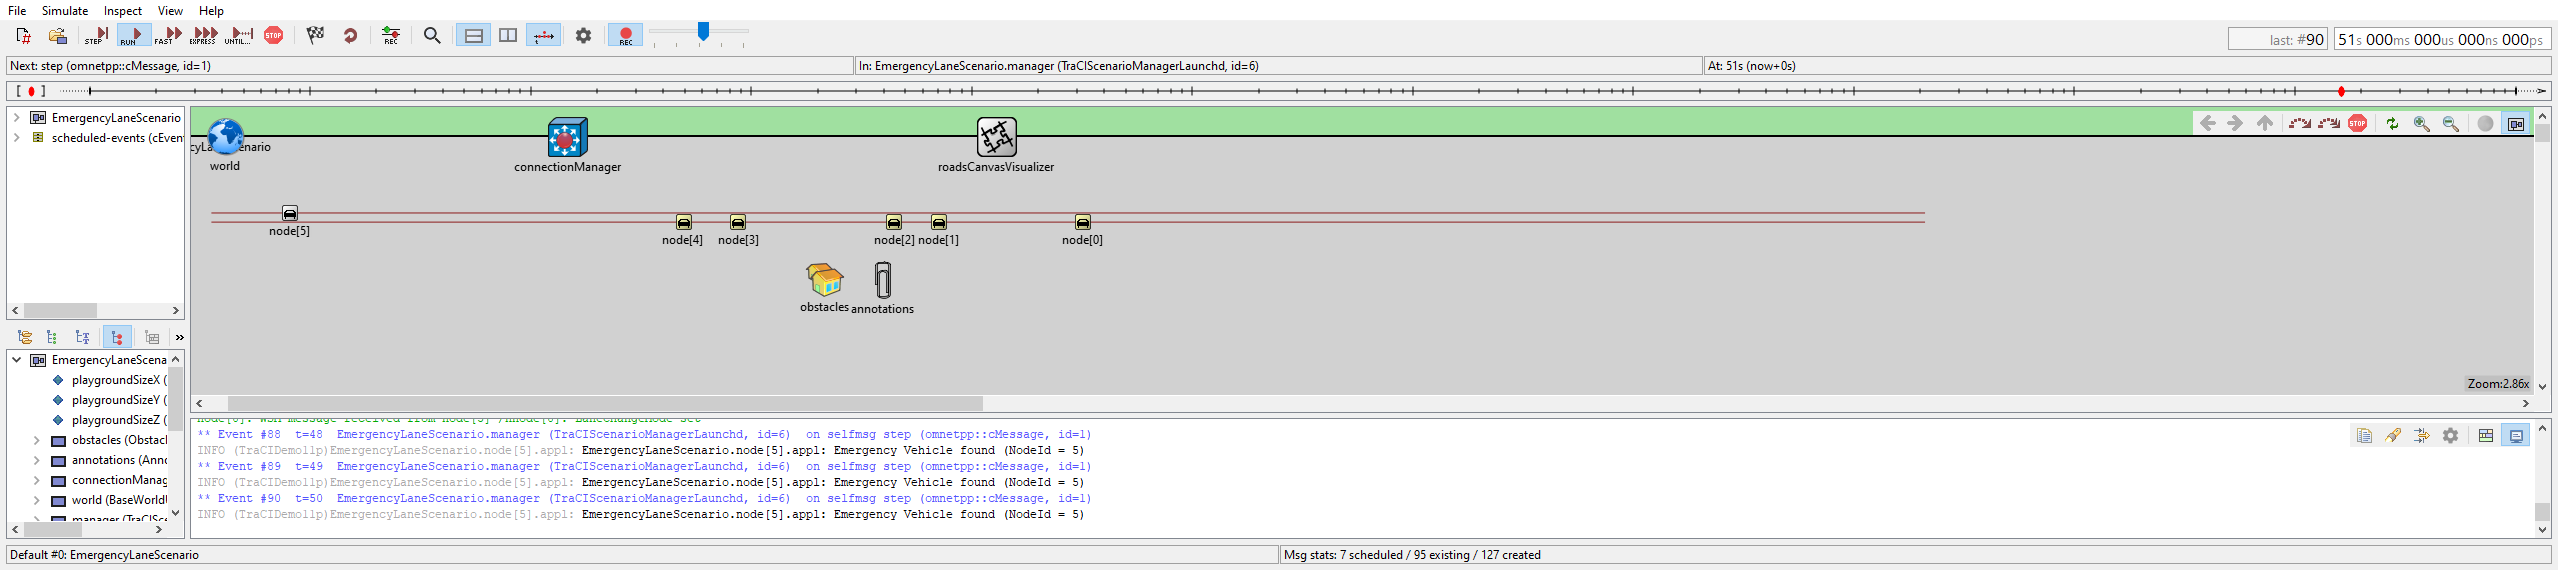 File Simulate Inspect View Help
STEP RUN FAST EXPRESS UNTIL... STOP REC REC
last: #90 51s 000ms 000us 000ns 000ps
Next: step (omnetpp::cMessage, id=1) In: EmergencyLaneScenario.manager (TraCIScenarioManagerLaunchd, id=6) At: 51s (now+0s)
EmergencyLaneScenario
scheduled-events (cEven
STOP
cyLa enario
world
connectionManager
roadsCanvasVisualizer
node[5]
node[4] node[3] node[2] node[1] node[0]
obstacles annotations
Zoom:2.86x
EmergencyLaneScena
playgroundSizeX (
playgroundSizeY (
playgroundSizeZ (
obstacles (Obstacl
annotations (Anno
connectionManag
world (BaseWorldU
manager (TraCISce
** Event #88 t=48 EmergencyLaneScenario.manager (TraCIScenarioManagerLaunchd, id=6) on selfmsg step (omnetpp::cMessage, id=1)
INFO (TraCIDemo11p)EmergencyLaneScenario.node[5].appl: EmergencyLaneScenario.node[5].appl: Emergency Vehicle found (NodeId = 5)
** Event #89 t=49 EmergencyLaneScenario.manager (TraCIScenarioManagerLaunchd, id=6) on selfmsg step (omnetpp::cMessage, id=1)
INFO (TraCIDemo11p)EmergencyLaneScenario.node[5].appl: EmergencyLaneScenario.node[5].appl: Emergency Vehicle found (NodeId = 5)
** Event #90 t=50 EmergencyLaneScenario.manager (TraCIScenarioManagerLaunchd, id=6) on selfmsg step (omnetpp::cMessage, id=1)
INFO (TraCIDemo11p)EmergencyLaneScenario.node[5].appl: EmergencyLaneScenario.node[5].appl: Emergency Vehicle found (NodeId = 5)
Default #0: EmergencyLaneScenario Msg stats: 7 scheduled / 95 existing / 127 created